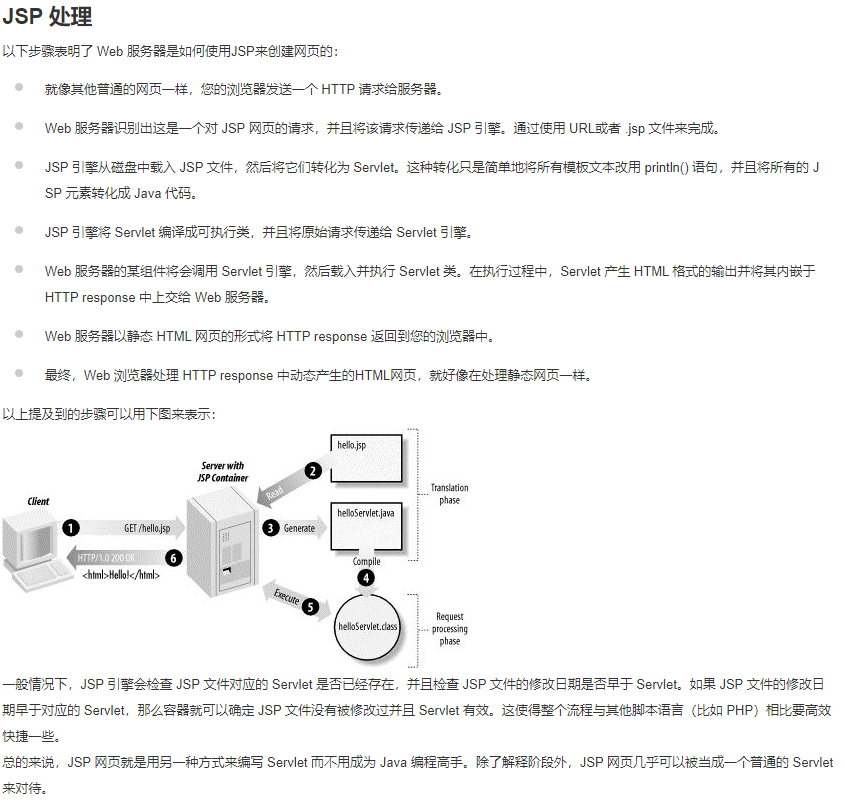 JSP 处理
以下步骤表明了 Web 服务器是如何使用JSP来创建网页的：
就像其他普通的网页一样，您的浏览器发送一个 HTTP 请求给服务器。
Web 服务器识别出这是一个对 JSP 网页的请求，并且将该请求传递给 JSP 引擎。通过使用 URL或者 .jsp 文件来完成。
JSP 引擎从磁盘中载入 JSP 文件，然后将它们转化为 Servlet。这种转化只是简单地将所有模板文本改用 println() 语句，并且将所有的 J
SP 元素转化成 Java 代码。
JSP 引擎将 Servlet 编译成可执行类，并且将原始请求传递给 Servlet 引擎。
Web 服务器的某组件将会调用 Servlet 引擎，然后载入并执行 Servlet 类。在执行过程中，Servlet 产生 HTML 格式的输出并将其内嵌于
HTTP response 中上交给 Web 服务器。
Web 服务器以静态 HTML 网页的形式将 HTTP response 返回到您的浏览器中。
最终，Web 浏览器处理 HTTP response 中动态产生的HTML网页，就好像在处理静态网页一样。
以上提及到的步骤可以用下图来表示：
Client
Server with
JSP Container
1
GET /hello.jsp
6
HTTP/1.0 200 OK
<html>Hello!</html>
2
Read
hello.jsp
3
Generate
helloServlet.java
Translation
phase
Compile
4
Execute
5
helloServlet.class
Request
processing
phase
一般情况下，JSP 引擎会检查 JSP 文件对应的 Servlet 是否已经存在，并且检查 JSP 文件的修改日期是否早于 Servlet。如果 JSP 文件的修改日
期早于对应的 Servlet，那么容器就可以确定 JSP 文件没有被修改过并且 Servlet 有效。这使得整个流程与其他脚本语言（比如 PHP）相比要高效
快捷一些。
总的来说，JSP 网页就是用另一种方式来编写 Servlet 而不用成为 Java 编程高手。除了解释阶段外，JSP 网页几乎可以被当成一个普通的 Servlet
来对待。